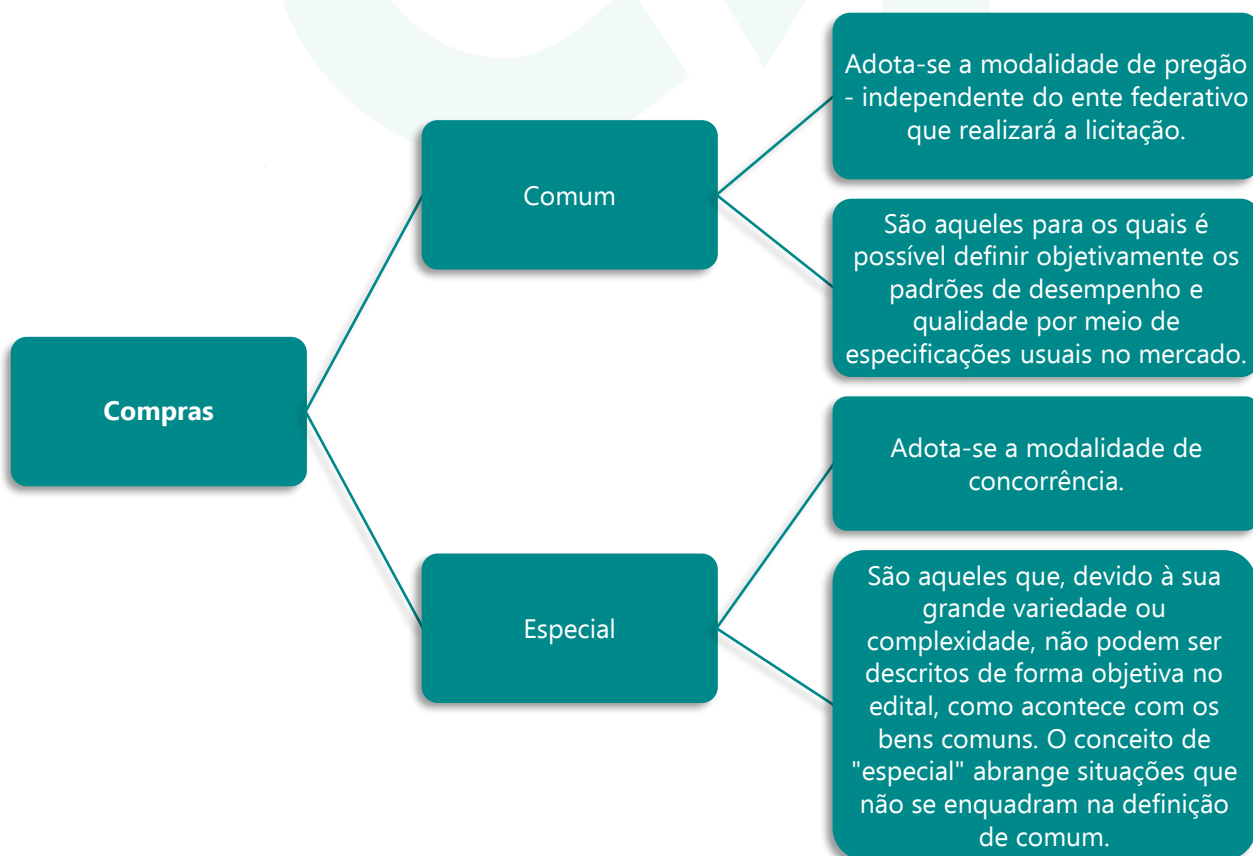 Compras
Comum
Adota-se a modalidade de pregão
- independente do ente federativo
que realizará a licitação.
São aqueles para os quais é
possível definir objetivamente os
padrões de desempenho e
qualidade por meio de
especificações usuais no mercado.
Especial
Adota-se a modalidade de
concorrência.
São aqueles que, devido à sua
grande variedade ou
complexidade, não podem ser
descritos de forma objetiva no
edital, como acontece com os
bens comuns. O conceito de
"especial" abrange situações que
não se enquadram na definição
de comum.